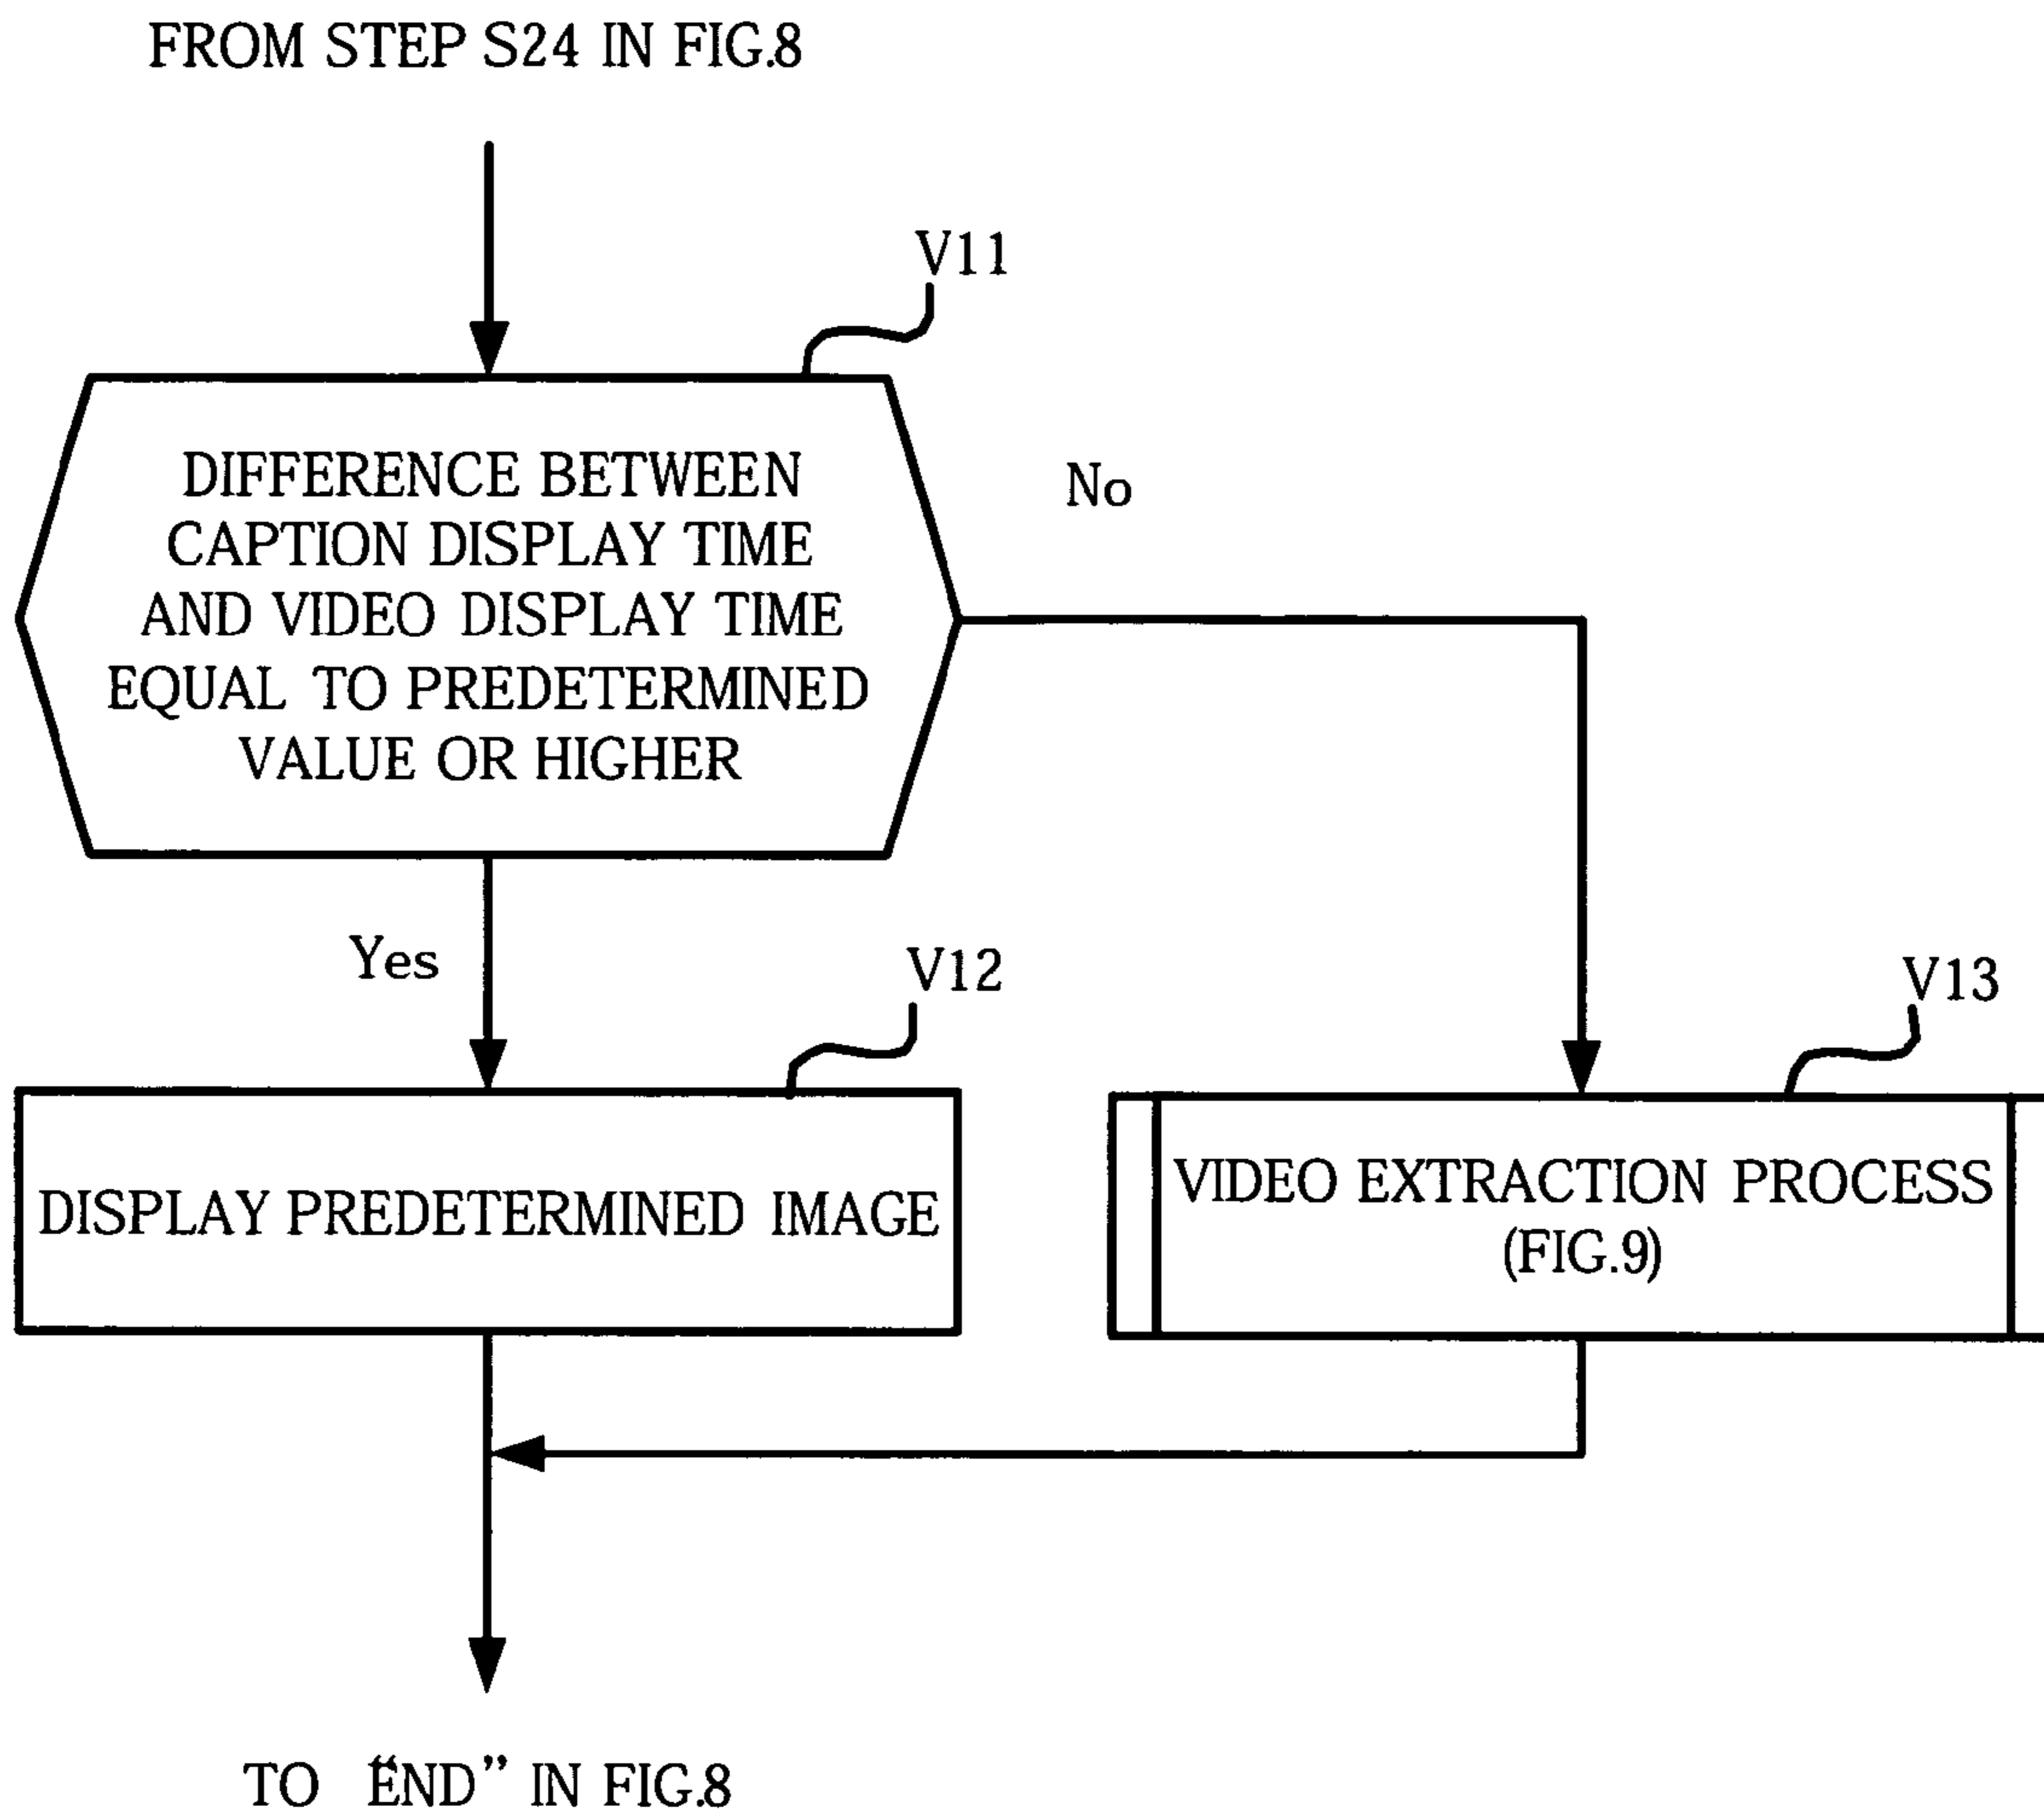 FROM STEP S24 IN FIG.8
V11
DIFFERENCE BETWEEN
CAPTION DISPLAY TIME
AND VIDEO DISPLAY TIME
EQUAL TO PREDETERMINED
VALUE OR HIGHER
No
Yes
V12
V13
DISPLAY PREDETERMINED IMAGE
VIDEO EXTRACTION PROCESS
(FIG.9)
TO “END” IN FIG.8